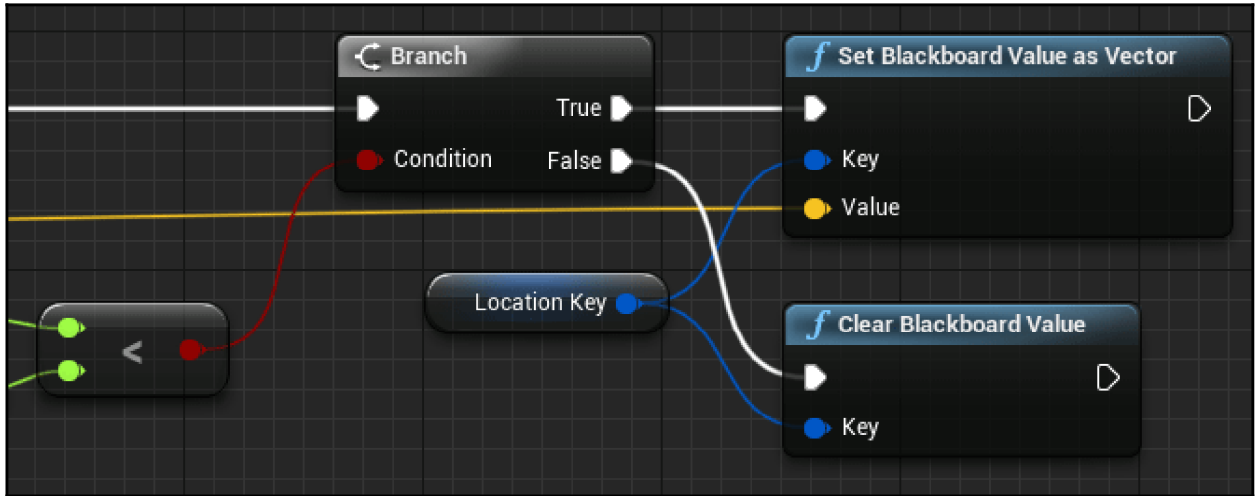 Branch
True
Condition
False
Set Blackboard Value as Vector
Key
Value
<
Location Key
Clear Blackboard Value
Key